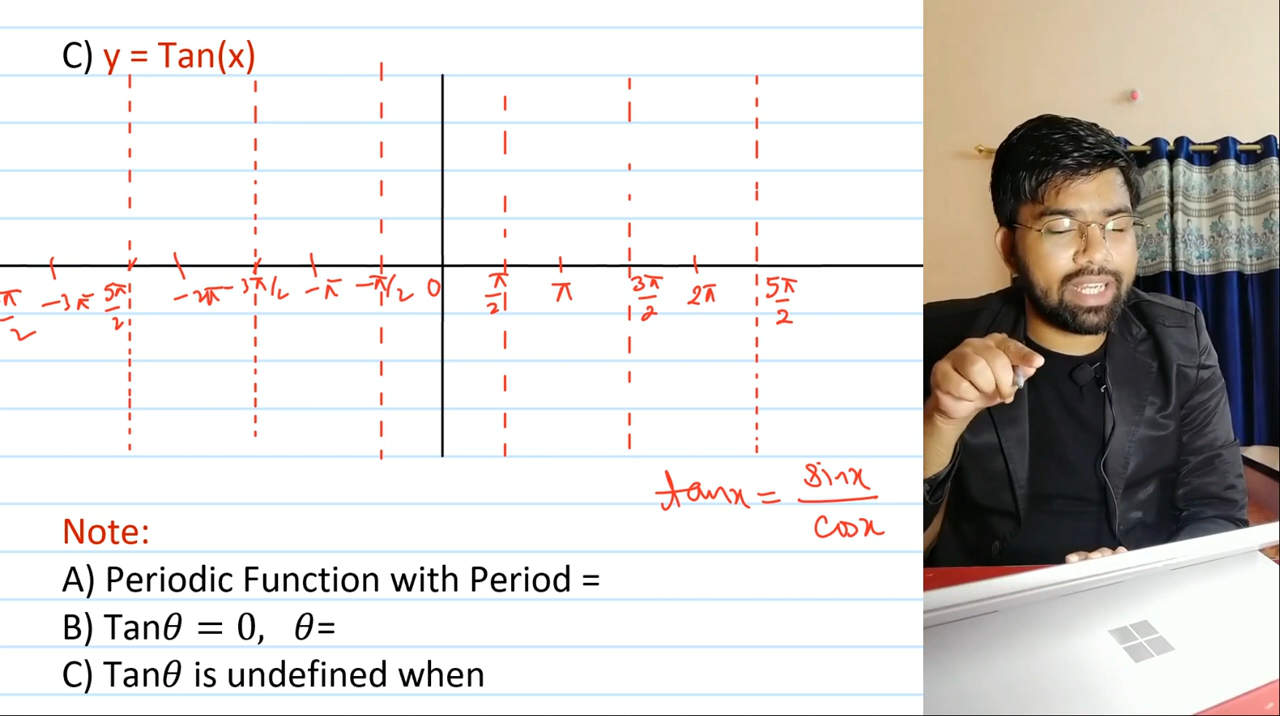 C) y = Tan(x)
π/2 -3π 5π/2 -2π -3π/2 -π -π/2 0 π/2 π 3π/2 2π 5π/2
tanx = sinx/cosx
Note:
A) Periodic Function with Period =
B) Tanθ = 0, θ=
C) Tanθ is undefined when